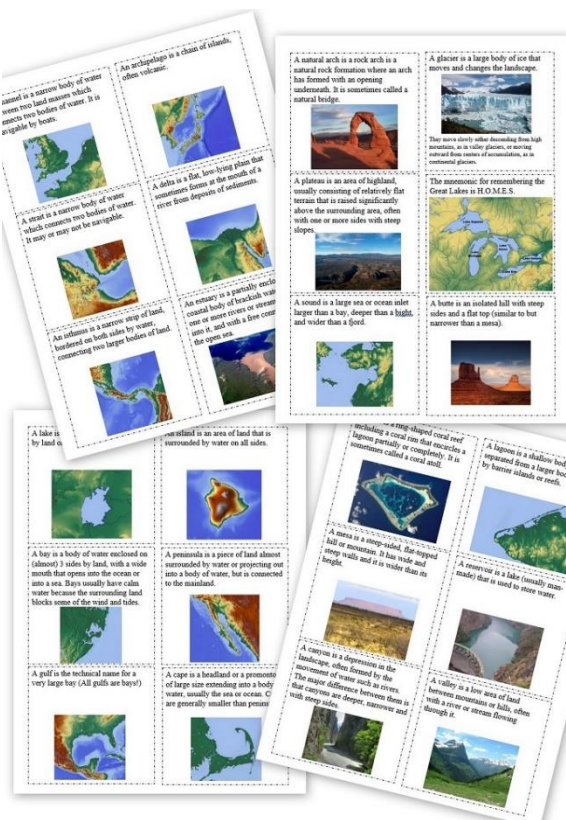 annel is a narrow body of water
ween two land masses which
nnects two bodies of water. It is
avigable by boats.
An archipelago is a chain of islands,
often volcanic.
A strait is a narrow body of water
which connects two bodies of water.
It may or may not be navigable.
A delta is a flat, low-lying plain that
sometimes forms at the mouth of a
river from deposits of sediments.
An isthmus is a narrow strip of land,
bordered on both sides by water,
connecting two larger bodies of land.
An estuary is a partially enclo
coastal body of brackish wate
one or more rivers or stream
into it, and with a free conn
the open sea.
A natural arch is a rock arch is a
natural rock formation where an arch
has formed with an opening
underneath. It is sometimes called a
natural bridge.
A glacier is a large body of ice that
moves and changes the landscape.
They move slowly either descending from high
mountains, as in valley glaciers, or moving
outward from centers of accumulation, as in
continental glaciers.
A plateau is an area of highland,
usually consisting of relatively flat
terrain that is raised significantly
above the surrounding area, often
with one or more sides with steep
slopes.
The mnemonic for remembering the
Great Lakes is H.O.M.E.S.
A sound is a large sea or ocean inlet
larger than a bay, deeper than a bight,
and wider than a fjord.
A butte is an isolated hill with steep
sides and a flat top (similar to but
narrower than a mesa).
A lake is
by land o
An island is an area of land that is
surrounded by water on all sides.
A bay is a body of water enclosed on
(almost) 3 sides by land, with a wide
mouth that opens into the ocean or
into a sea. Bays usually have calm
water because the surrounding land
blocks some of the wind and tides.
A peninsula is a piece of land almost
surrounded by water or projecting out
into a body of water, but is connected
to the mainland.
A gulf is the technical name for a
very large bay (All gulfs are bays!)
A cape is a headland or a promonto
of large size extending into a body
water, usually the sea or ocean. C
are generally smaller than penins
a ring-shaped coral reef
including a coral rim that encircles a
lagoon partially or completely. It is
sometimes called a coral atoll.
A lagoon is a shallow bod
separated from a larger bod
by barrier islands or reefs.
A mesa is a steep-sided, flat-topped
hill or mountain. It has wide and
steep walls and it is wider than its
height.
A reservoir is a lake (usually man-
made) that is used to store water.
A canyon is a depression in the
landscape, often formed by the
movement of water such as rivers.
The major difference between them is
that canyons are deeper, narrower and
with steep sides.
A valley is a low area of land
between mountains or hills, often
with a river or stream flowing
through it.